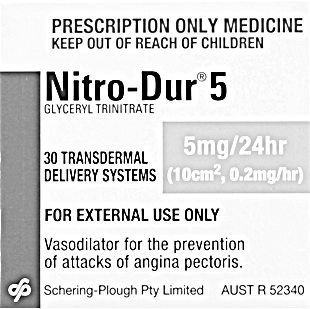 PRESCRIPTION ONLY MEDICINE
KEEP OUT OF REACH OF CHILDREN
Nitro-Dur® 5
GLYCERYL TRINITRATE
30 TRANSDERMAL
DELIVERY SYSTEMS
5mg/24hr
(10cm², 0.2mg/hr)
FOR EXTERNAL USE ONLY
Vasodilator for the prevention
of attacks of angina pectoris.
Schering-Plough Pty Limited AUST R 52340